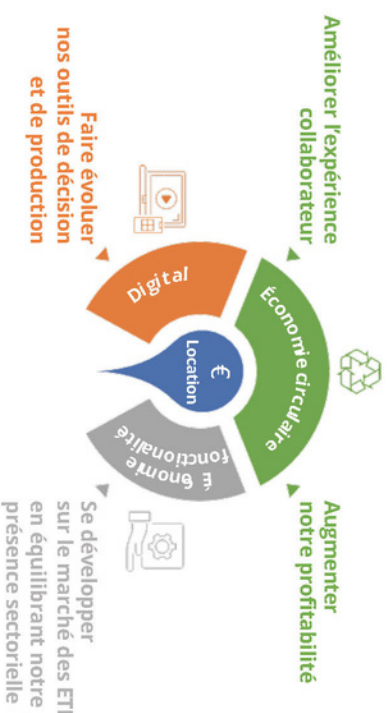 Améliorer l'expérience
collaborateur
Augmenter
notre profitabilité
Économie circulaire
Digital
€
Location
Économie
fonctionnalité
Faire évoluer
nos outils de décision
et de production
Se développer
sur le marché des ETI
en équilibrant notre
présence sectorielle